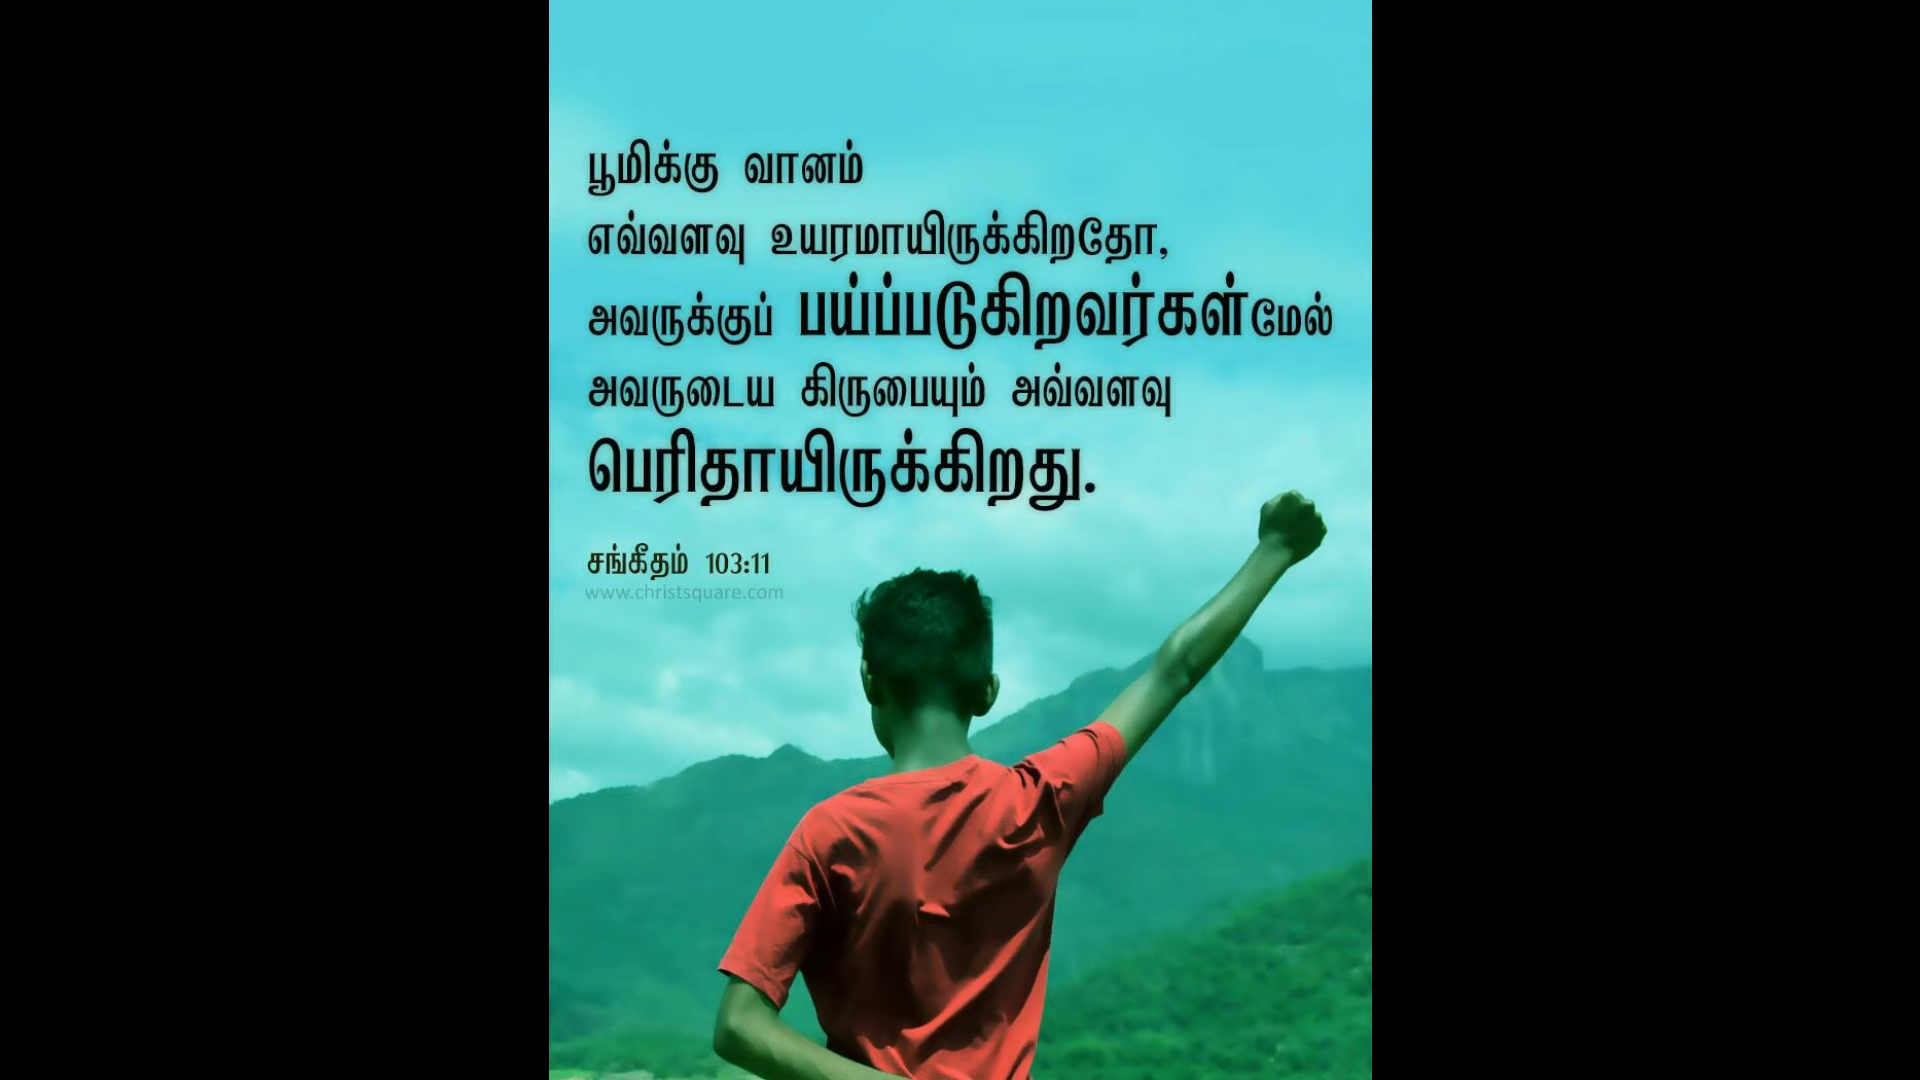 பூமிக்கு வானம்
எவ்வளவு உயரமாயிருக்கிறதோ,
அவருக்குப் பய்ப்படுகிறவர்கள்மேல்
அவருடைய கிருபையும் அவ்வளவு
பெரிதாயிருக்கிறது.
சங்கீதம் 103:11
www.christsquare.com